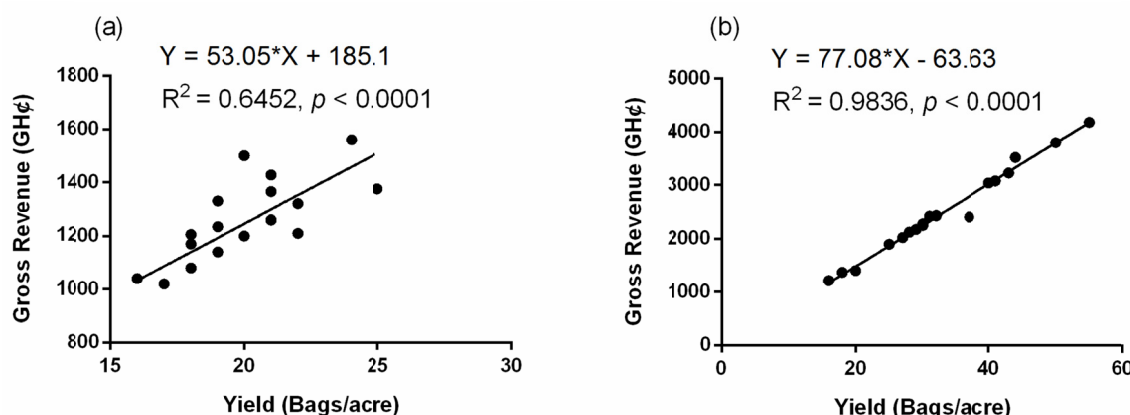 (a)
Y = 53.05*X + 185.1
R² = 0.6452, p < 0.0001
Gross Revenue (GH¢)
1800
1600
1400
1200
1000
800
15 20 25 30
Yield (Bags/acre)
(b)
Y = 77.08*X - 63.63
R² = 0.9836, p < 0.0001
Gross Revenue (GH¢)
5000
4000
3000
2000
1000
0
0 20 40 60
Yield (Bags/acre)